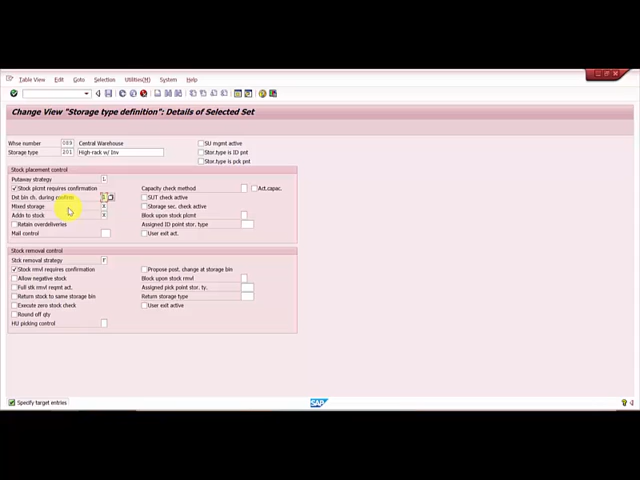 Table View Edit Goto Selection Utilities(M) System Help
Change View "Storage type definition": Details of Selected Set
Whse number 089 Central Warehouse SU mgmt active
Storage type 201 High-rack w/ Inv Stor.type is ID pnt
Stor.type is pck pnt
Stock placement control
Putaway strategy L
Stock plcmt requires confirmation Capacity check method Act.capac.
Dst bin ch. during confirm. SUT check active
Mixed storage X Storage sec. check active
Addn to stock X Block upon stock plcmt
Retain overdeliveries Assigned ID point stor. type
Mail control User exit act.
Stock removal control
Stck removal strategy F
Stock rmvl requires confirmation Propose post. change at storage bin
Allow negative stock Block upon stock rmvl
Full stk rmvl reqmt act. Assigned pick point stor. ty.
Return stock to same storage bin Return storage type
Execute zero stock check User exit active
Round off qty
HU picking control
Specify target entries SAP